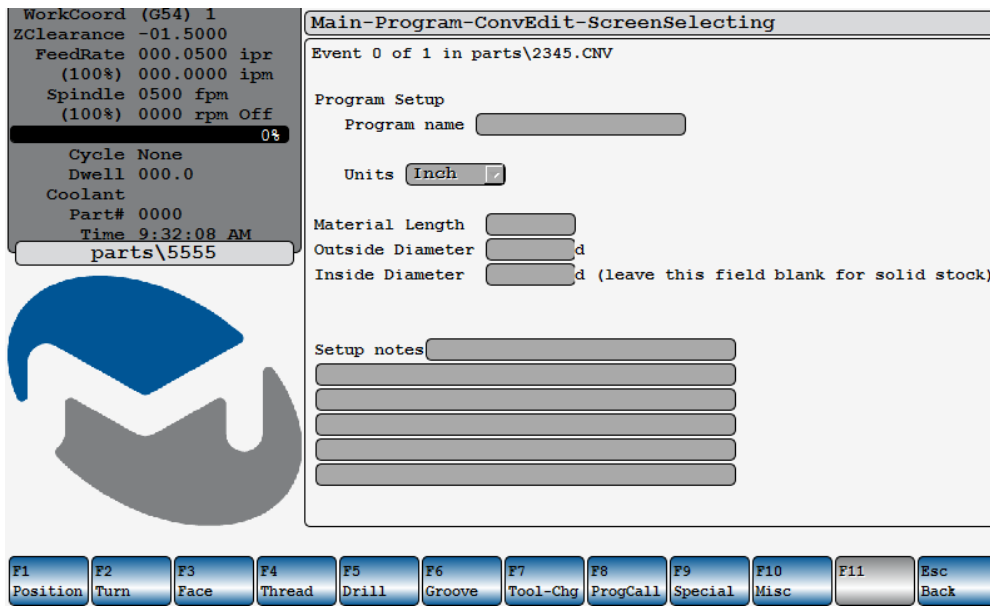 WorkCoord (G54) 1
ZClearance -01.5000
FeedRate 000.0500 ipr
(100%) 000.0000 ipm
Spindle 0500 fpm
(100%) 0000 rpm Off
0%
Cycle None
Dwell 000.0
Coolant
Part# 0000
Time 9:32:08 AM
parts\5555
Main-Program-ConvEdit-ScreenSelecting
Event 0 of 1 in parts\2345.CNV
Program Setup
Program name
Units Inch
Material Length
Outside Diameter d
Inside Diameter d (leave this field blank for solid stock)
Setup notes
F1 F2 F3 F4 F5 F6 F7 F8 F9 F10 F11 Esc
Position Turn Face Thread Drill Groove Tool-Chg ProgCall Special Misc Back